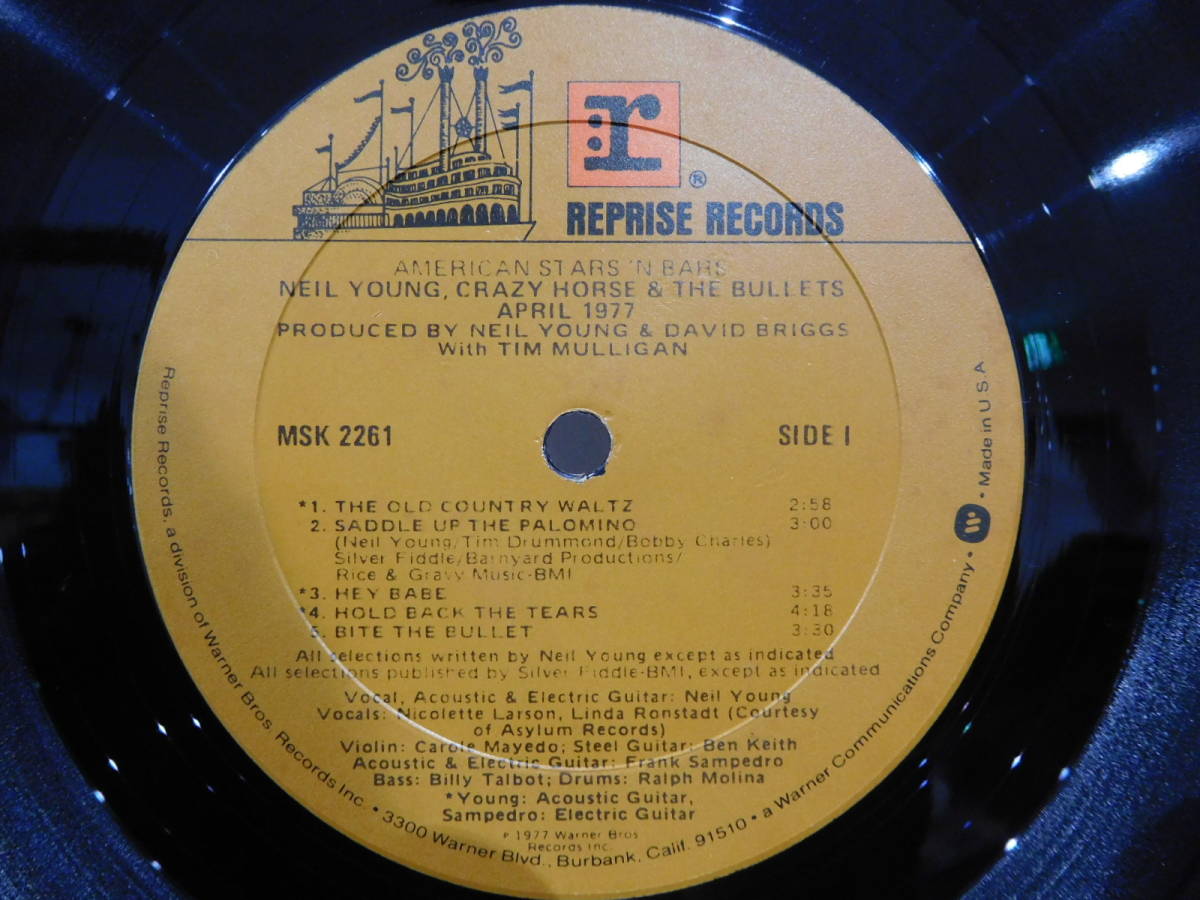 r
®
REPRISE RECORDS
AMERICAN STARS 'N BARS
NEIL YOUNG, CRAZY HORSE & THE BULLETS
APRIL 1977
PRODUCED BY NEIL YOUNG & DAVID BRIGGS
With TIM MULLIGAN
MSK 2261 SIDE I
*1. THE OLD COUNTRY WALTZ 2:58
2. SADDLE UP THE PALOMINO 3:00
(Neil Young/Tim Drummond/Bobby Charles)
Silver Fiddle/Barnyard Productions/
Rice & Gravy Music-BMI
*3. HEY BABE 3:35
*4. HOLD BACK THE TEARS 4:18
5. BITE THE BULLET 3:30
All selections written by Neil Young except as indicated
All selections published by Silver Fiddle-BMI, except as indicated
Vocal, Acoustic & Electric Guitar: Neil Young
Vocals: Nicolette Larson, Linda Ronstadt (Courtesy
of Asylum Records)
Violin: Carole Mayedo; Steel Guitar: Ben Keith
Acoustic & Electric Guitar: Frank Sampedro
Bass: Billy Talbot; Drums: Ralph Molina
*Young: Acoustic Guitar,
Sampedro: Electric Guitar
℗ 1977 Warner Bros.
Records Inc.
Reprise Records, a division of Warner Bros. Records Inc. • 3300 Warner Blvd., Burbank, Calif. 91510 • a Warner Communications Company • W • Made in U.S.A